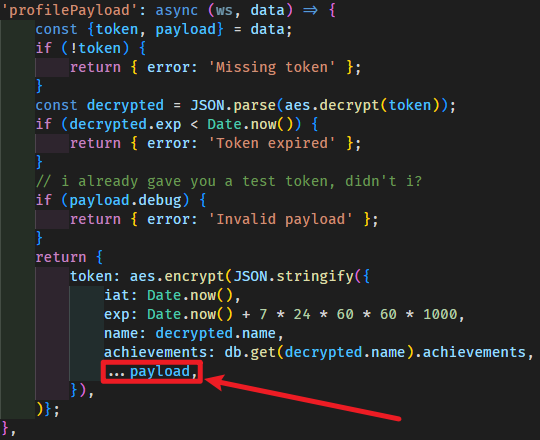 'profilePayload': async (ws, data) => {
const {token, payload} = data;
if (!token) {
return { error: 'Missing token' };
}
const decrypted = JSON.parse(aes.decrypt(token));
if (decrypted.exp < Date.now()) {
return { error: 'Token expired' };
}
// i already gave you a test token, didn't i?
if (payload.debug) {
return { error: 'Invalid payload' };
}
return {
token: aes.encrypt(JSON.stringify({
iat: Date.now(),
exp: Date.now() + 7 * 24 * 60 * 60 * 1000,
name: decrypted.name,
achievements: db.get(decrypted.name).achievements,
...payload,
}),
)};
},